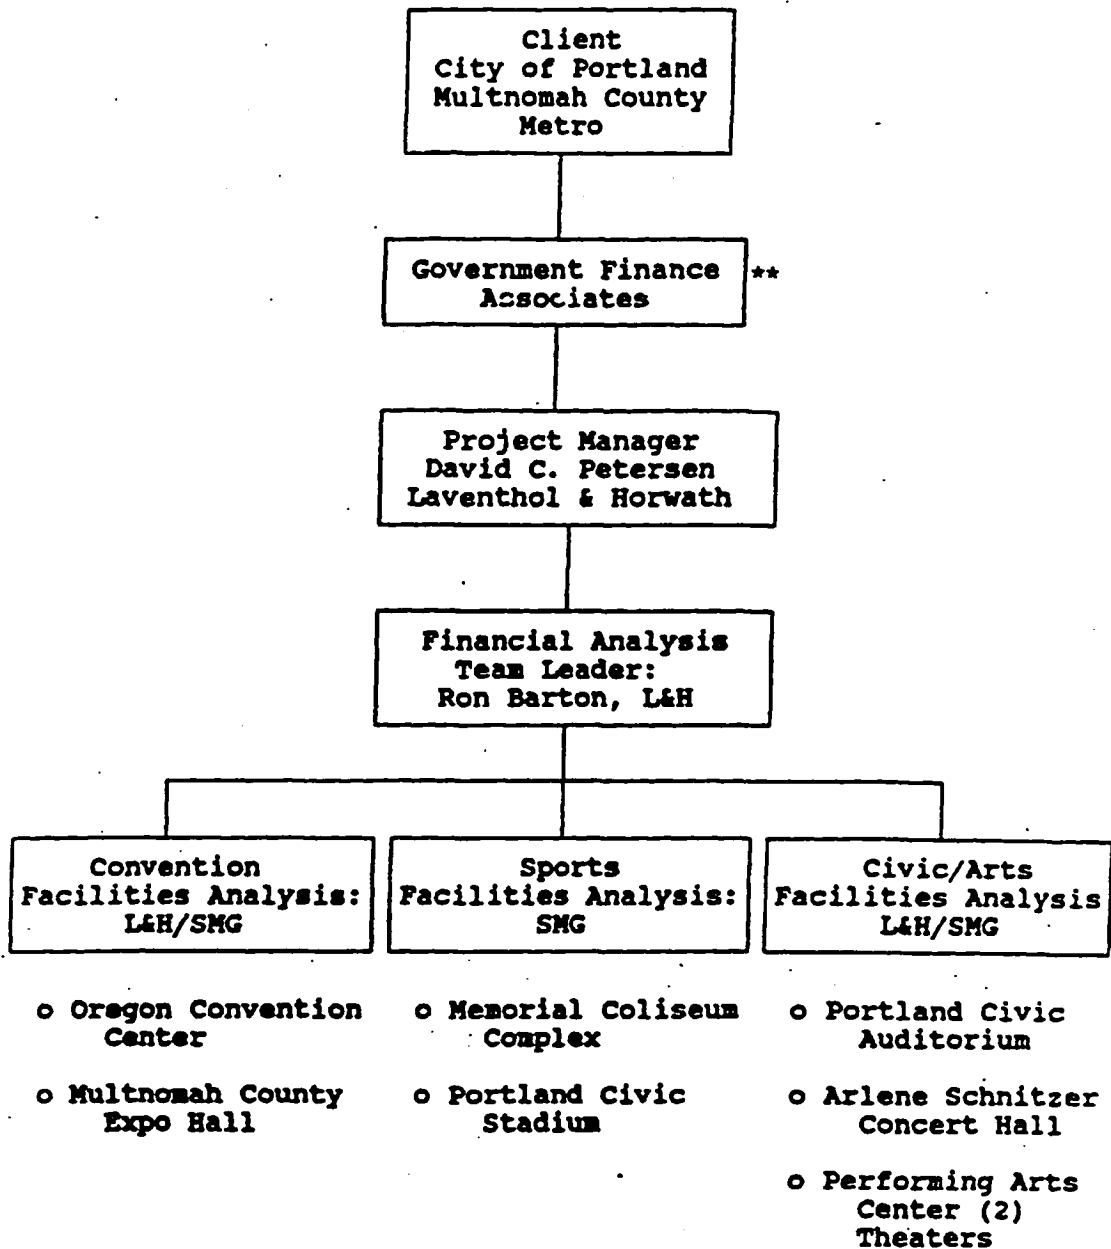 Client
City of Portland
Multnomah County
Metro
Government Finance **
Associates
Project Manager
David C. Petersen
Laventhol & Horwath
Financial Analysis
Team Leader:
Ron Barton, L&H
Convention
Facilities Analysis:
L&H/SMG
Sports
Facilities Analysis:
SMG
Civic/Arts
Facilities Analysis
L&H/SMG
o Oregon Convention
Center
o Multnomah County
Expo Hall
o Memorial Coliseum
Complex
o Portland Civic
Stadium
o Portland Civic
Auditorium
o Arlene Schnitzer
Concert Hall
o Performing Arts
Center (2)
Theaters